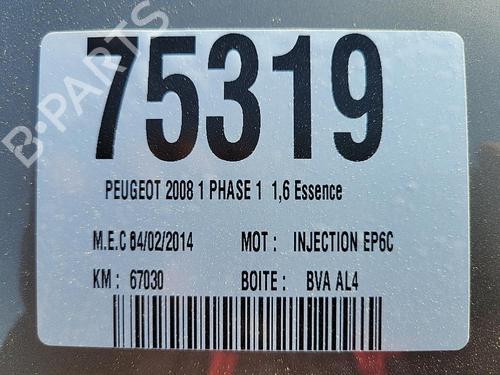 75319
B-PARTS
PEUGEOT 2008 1 PHASE 1 1,6 Essence
M.E.C 04/02/2014 MOT : INJECTION EP6C
KM : 67030 BOITE : BVA AL4